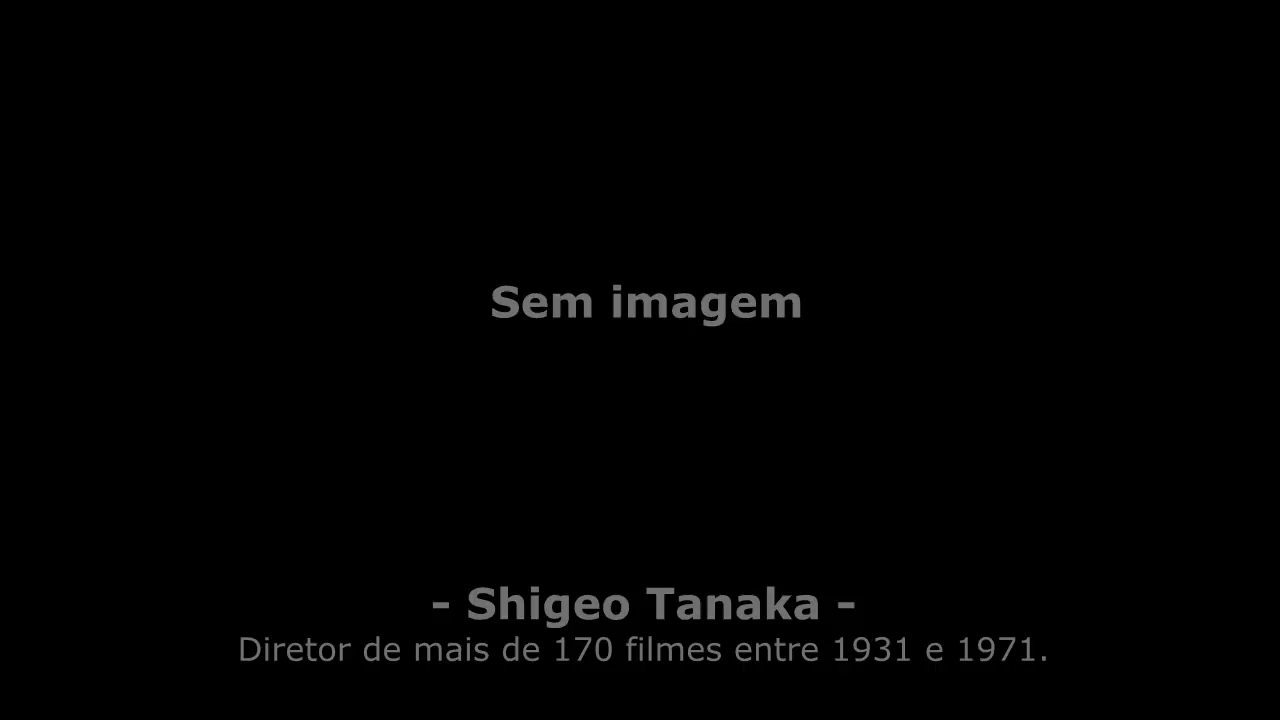 Sem imagem
- Shigeo Tanaka -
Diretor de mais de 170 filmes entre 1931 e 1971.